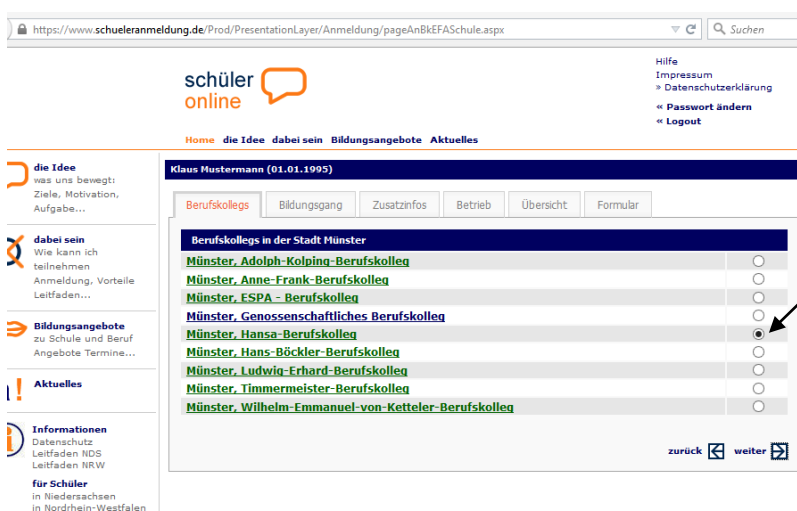 https://www.schueleranmeldung.de/Prod/PresentationLayer/Anmeldung/pageAnBkEFASchule.aspx
Suchen
schüler
online
Hilfe
Impressum
» Datenschutzerklärung
« Passwort ändern
« Logout
Home die Idee dabei sein Bildungsangebote Aktuelles
die Idee
was uns bewegt:
Ziele, Motivation,
Aufgabe...
dabei sein
Wie kann ich
teilnehmen
Anmeldung, Vorteile
Leitfaden...
Bildungsangebote
zu Schule und Beruf
Angebote Termine...
Aktuelles
Informationen
Datenschutz
Leitfaden NDS
Leitfaden NRW
für Schüler
in Niedersachsen
in Nordrhein-Westfalen
Klaus Mustermann (01.01.1995)
Berufskollegs Bildungsgang Zusatzinfos Betrieb Übersicht Formular
Berufskollegs in der Stadt Münster
Münster, Adolph-Kolping-Berufskolleg
Münster, Anne-Frank-Berufskolleg
Münster, ESPA - Berufskolleg
Münster, Genossenschaftliches Berufskolleg
Münster, Hansa-Berufskolleg
Münster, Hans-Böckler-Berufskolleg
Münster, Ludwig-Erhard-Berufskolleg
Münster, Timmermeister-Berufskolleg
Münster, Wilhelm-Emmanuel-von-Ketteler-Berufskolleg
zurück weiter